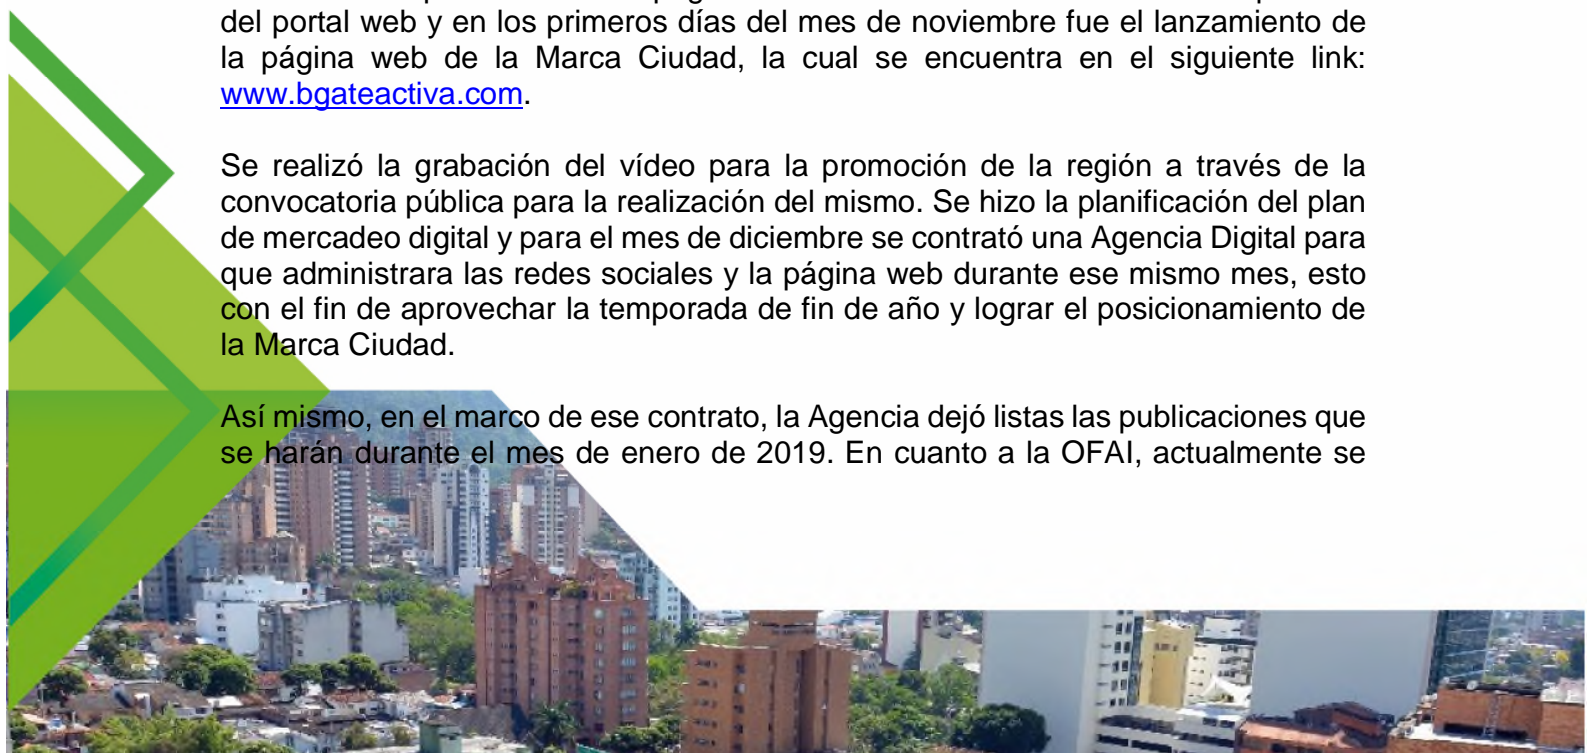 del portal web y en los primeros días del mes de noviembre fue el lanzamiento de
la página web de la Marca Ciudad, la cual se encuentra en el siguiente link:
www.bgateactiva.com.
Se realizó la grabación del vídeo para la promoción de la región a través de la
convocatoria pública para la realización del mismo. Se hizo la planificación del plan
de mercadeo digital y para el mes de diciembre se contrató una Agencia Digital para
que administrara las redes sociales y la página web durante ese mismo mes, esto
con el fin de aprovechar la temporada de fin de año y lograr el posicionamiento de
la Marca Ciudad.
Así mismo, en el marco de ese contrato, la Agencia dejó listas las publicaciones que
se harán durante el mes de enero de 2019. En cuanto a la OFAI, actualmente se